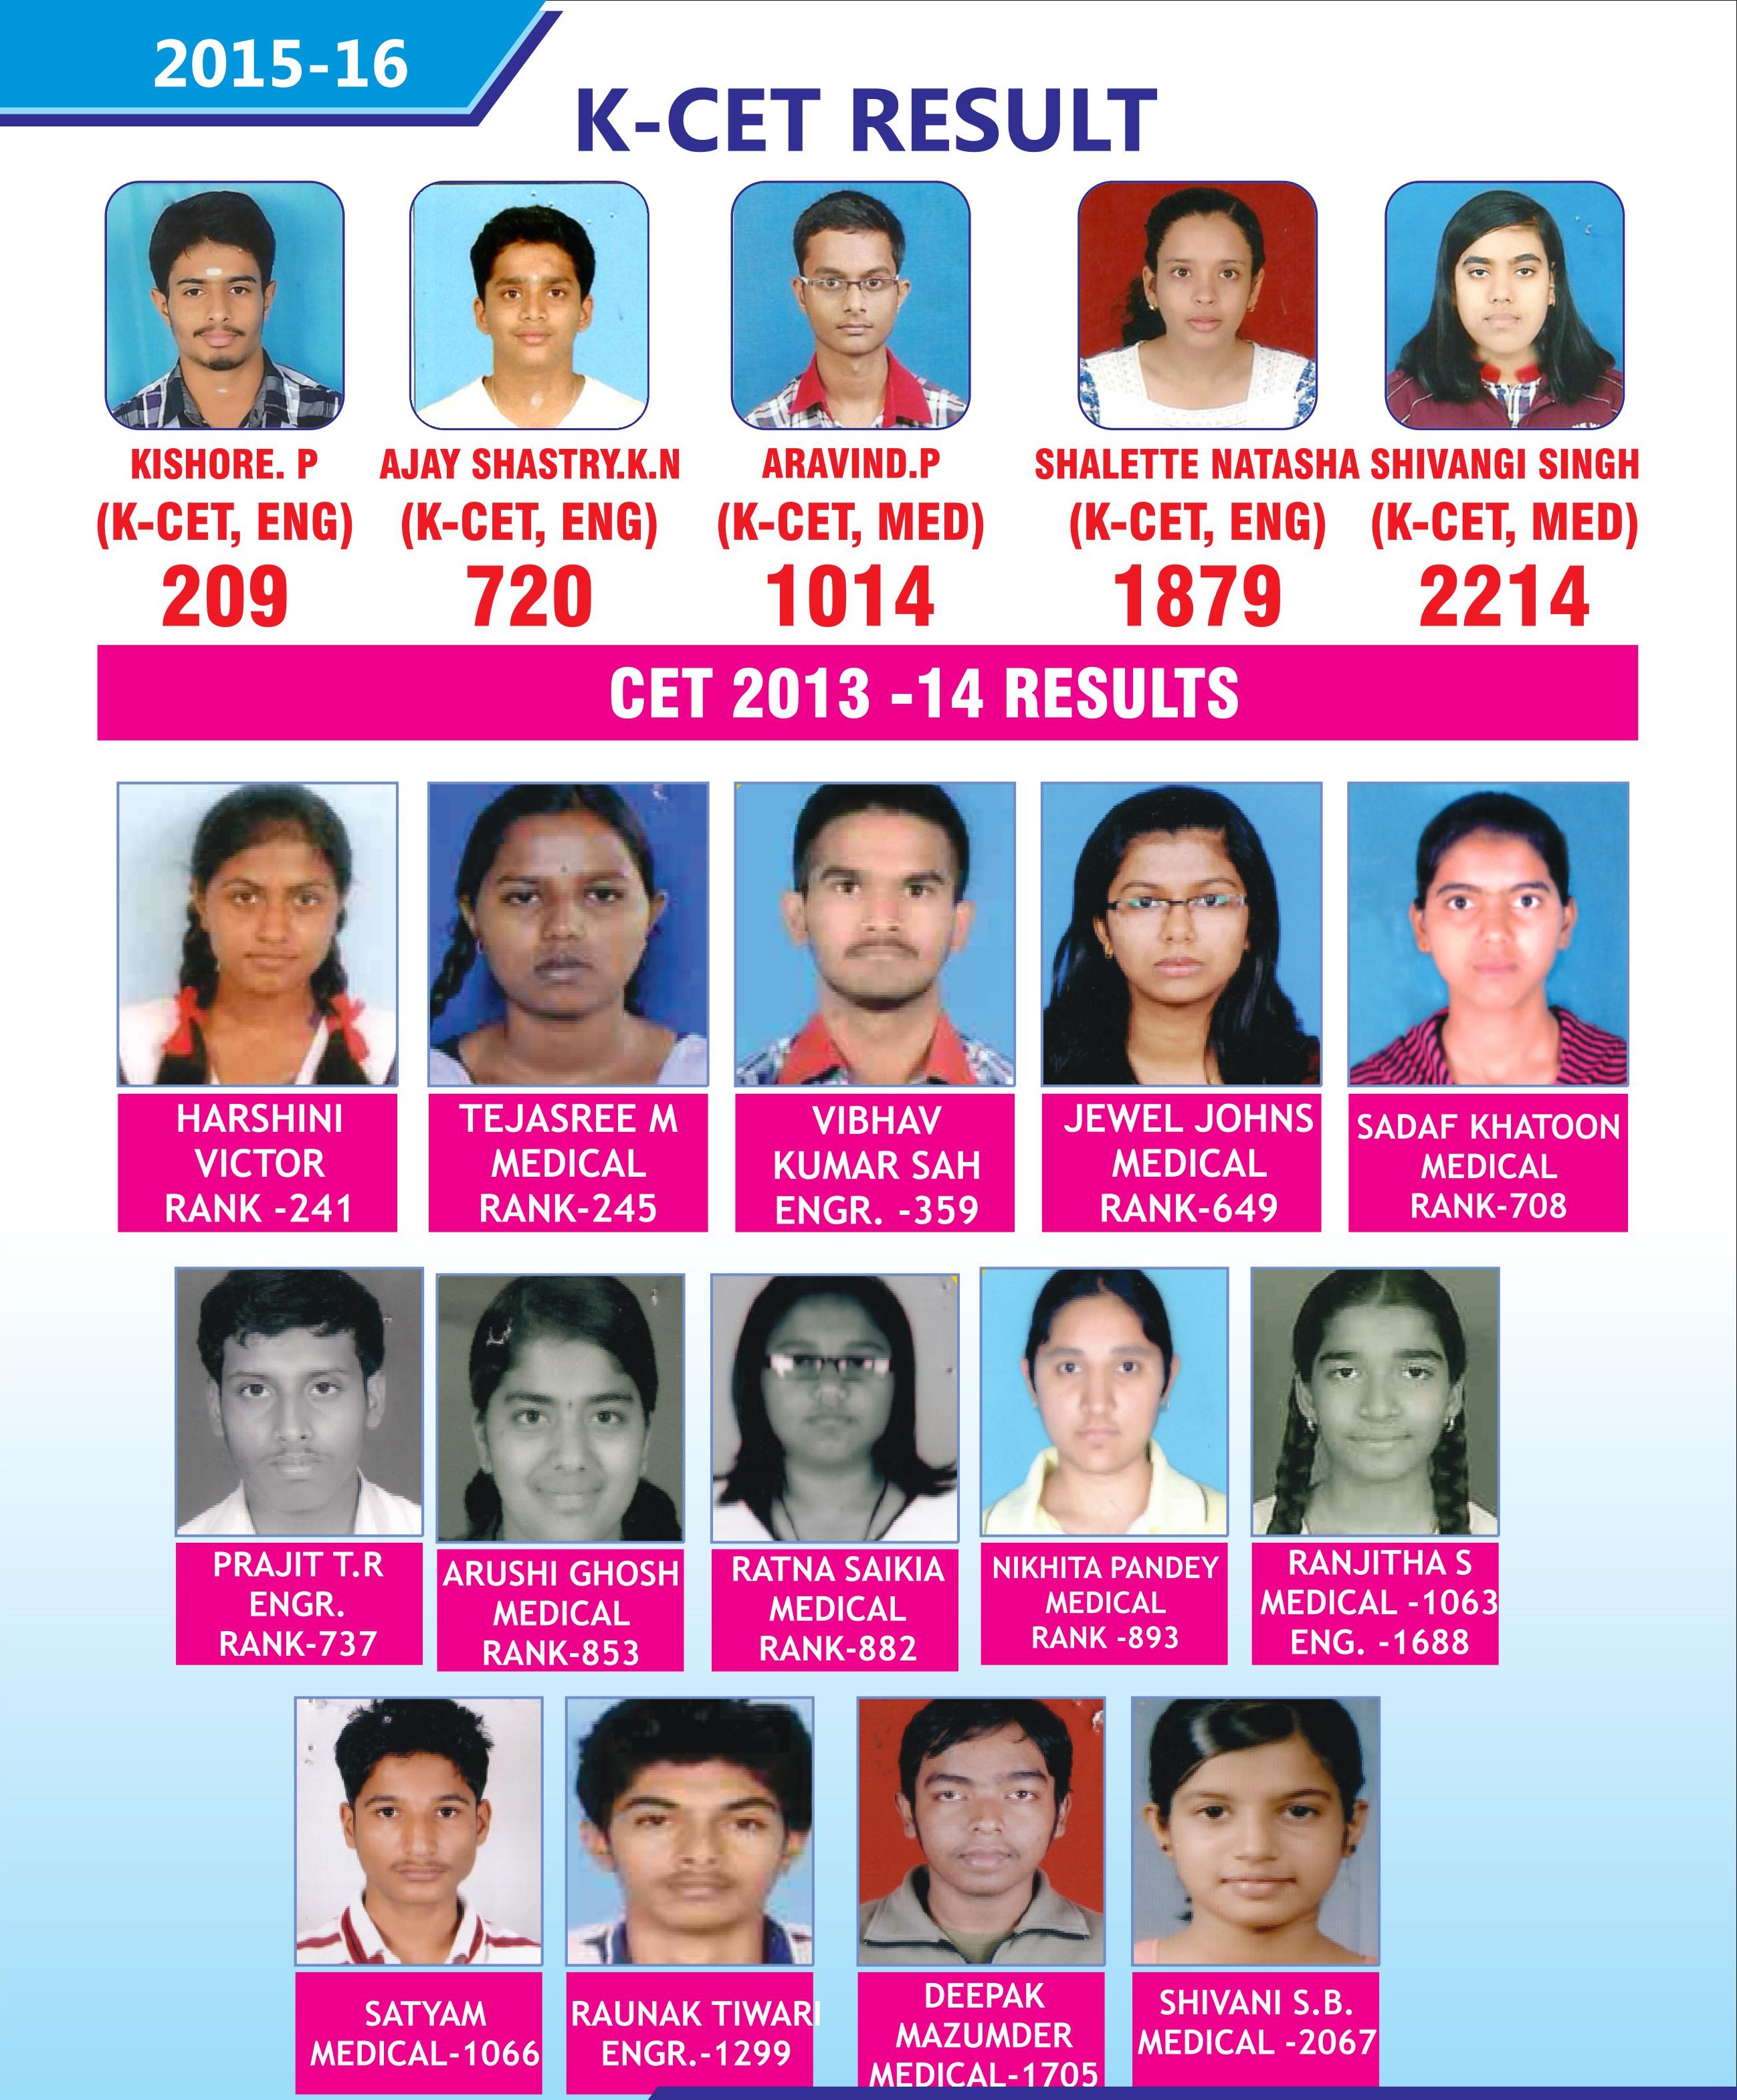 2015-16
K-CET RESULT
KISHORE. P
(K-CET, ENG)
209
AJAY SHASTRY.K.N
(K-CET, ENG)
720
ARAVIND.P
(K-CET, MED)
1014
SHALETTE NATASHA
(K-CET, ENG)
1879
SHIVANGI SINGH
(K-CET, MED)
2214
CET 2013 -14 RESULTS
HARSHINI
VICTOR
RANK -241
TEJASREE M
MEDICAL
RANK-245
VIBHAV
KUMAR SAH
ENGR. -359
JEWEL JOHNS
MEDICAL
RANK-649
SADAF KHATOON
MEDICAL
RANK-708
PRAJIT T.R
ENGR.
RANK-737
ARUSHI GHOSH
MEDICAL
RANK-853
RATNA SAIKIA
MEDICAL
RANK-882
NIKHITA PANDEY
MEDICAL
RANK -893
RANJITHA S
MEDICAL -1063
ENG. -1688
SATYAM
MEDICAL-1066
RAUNAK TIWARI
ENGR.-1299
DEEPAK
MAZUMDER
MEDICAL-1705
SHIVANI S.B.
MEDICAL -2067